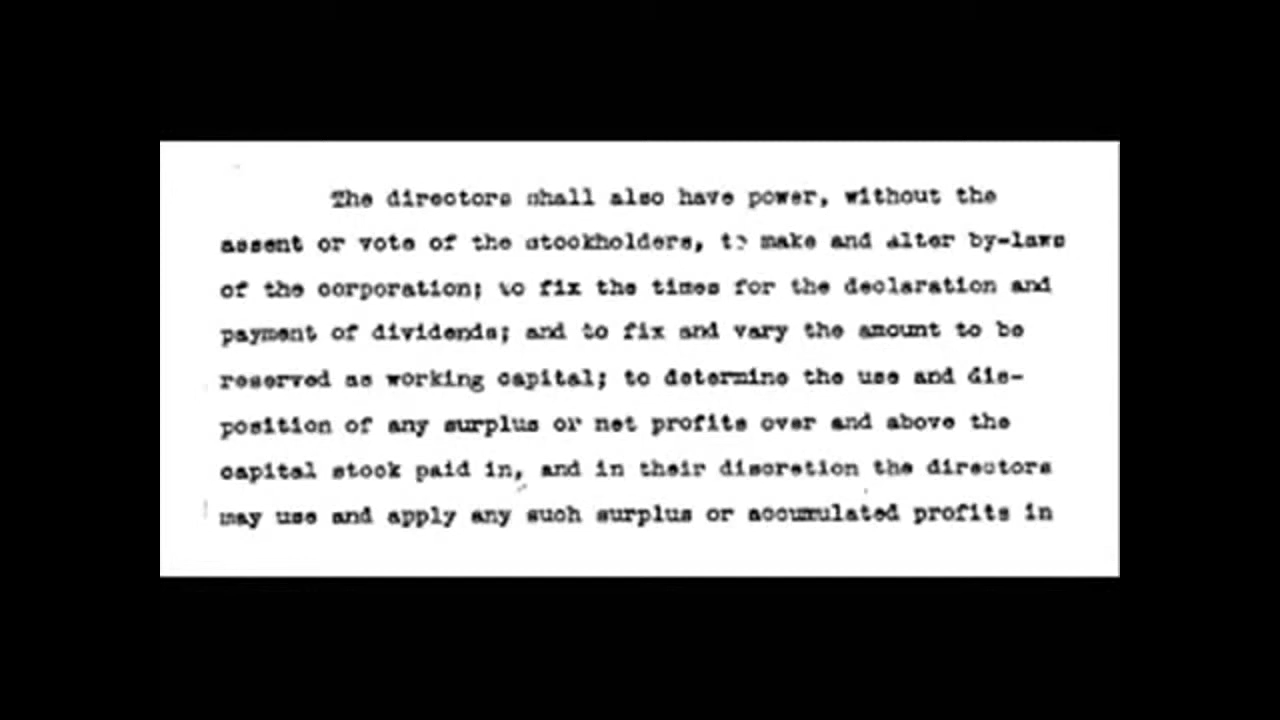 The directors shall also have power, without the
assent or vote of the stockholders, to make and alter by-laws
of the corporation; to fix the times for the declaration and
payment of dividends; and to fix and vary the amount to be
reserved as working capital; to determine the use and dis-
position of any surplus or net profits over and above the
capital stock paid in, and in their discretion the directors
may use and apply any such surplus or accumulated profits in